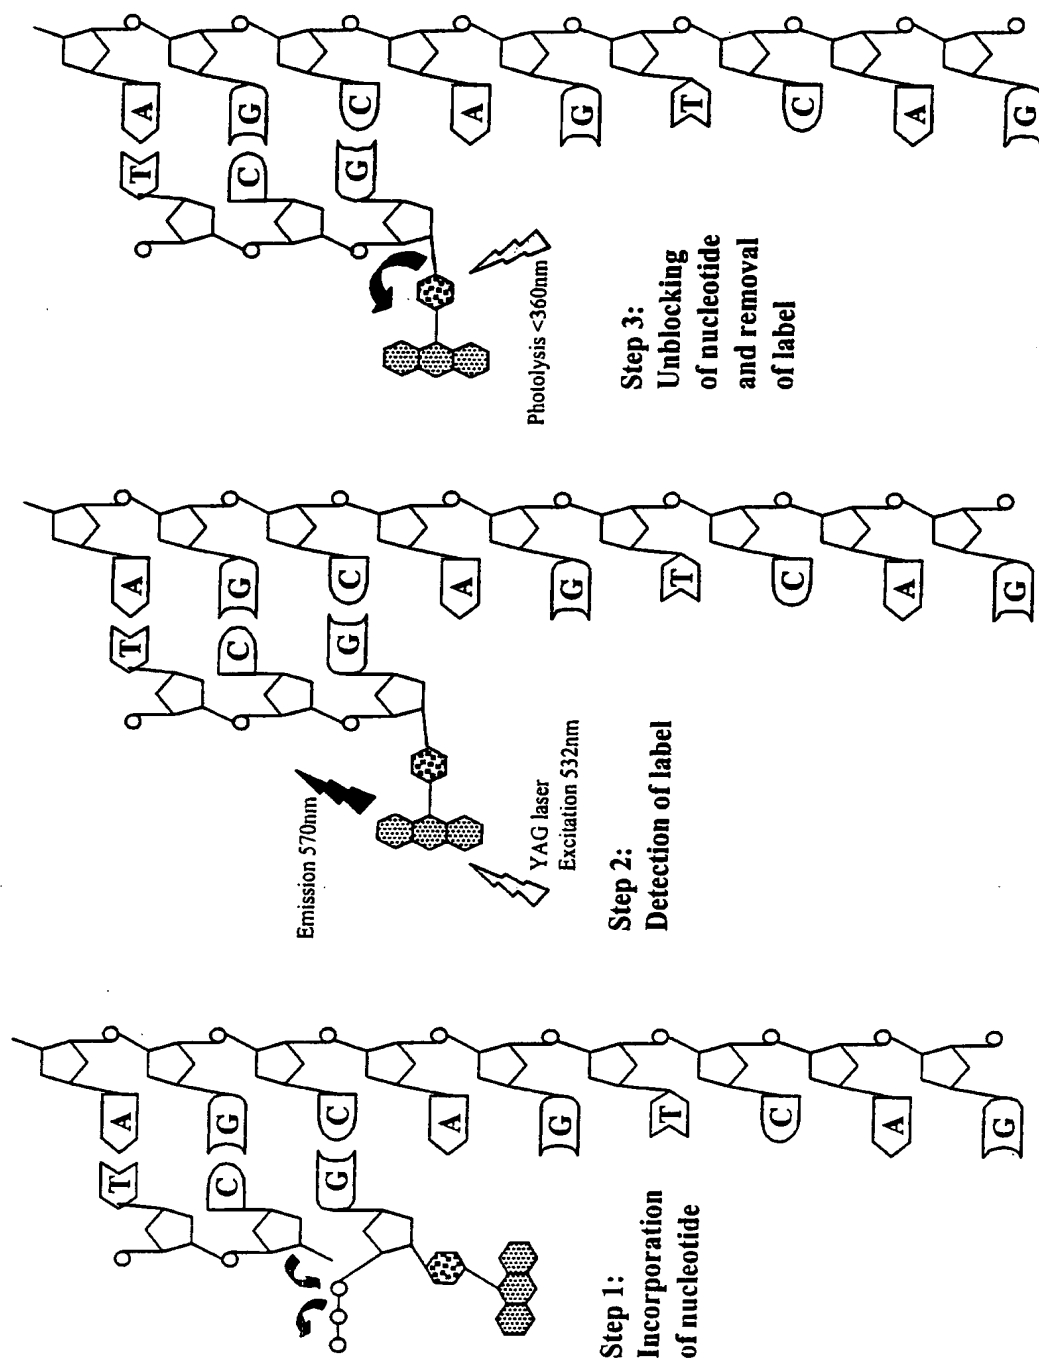 T A
C G
G C
A
G
T
C
A
G
Step 1:
Incorporation
of nucleotide
T A
C G
Emission 570nm
G C
A
YAG laser
Excitation 532nm
G
T
C
A
G
Step 2:
Detection of label
T A
C G
G C
A
Photolysis <360nm
G
T
C
A
G
Step 3:
Unblocking
of nucleotide
and removal
of label